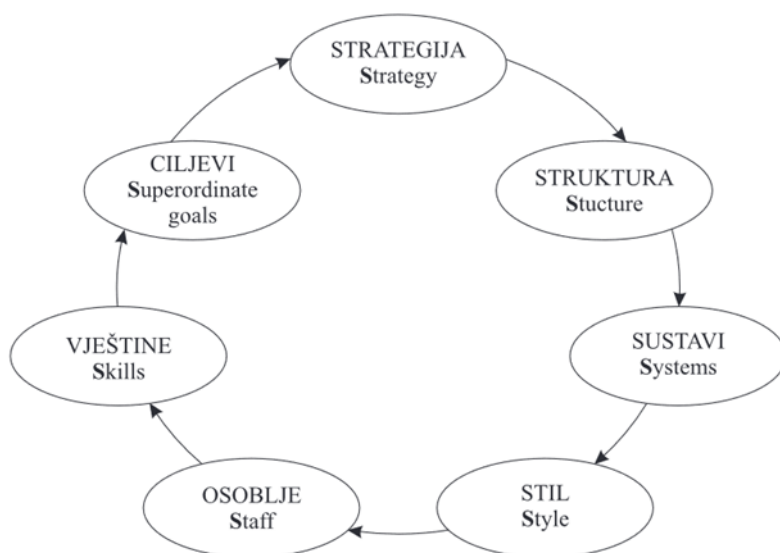 STRATEGIJA
Strategy
STRUKTURA
Stucture
SUSTAVI
Systems
STIL
Style
OSOBLJE
Staff
VJEŠTINE
Skills
CILJEVI
Superordinate
goals